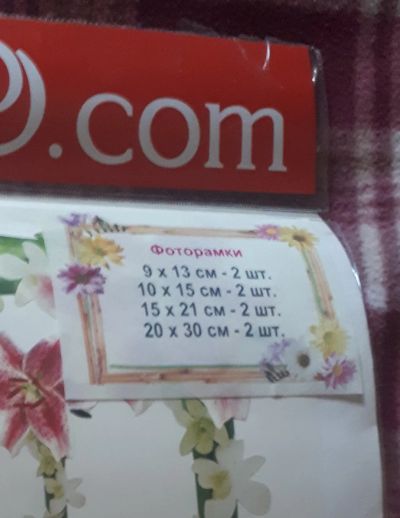 .com
Фоторамки
9 х 13 см - 2 шт.
10 х 15 см - 2 шт.
15 х 21 см - 2 шт.
20 х 30 см - 2 шт.